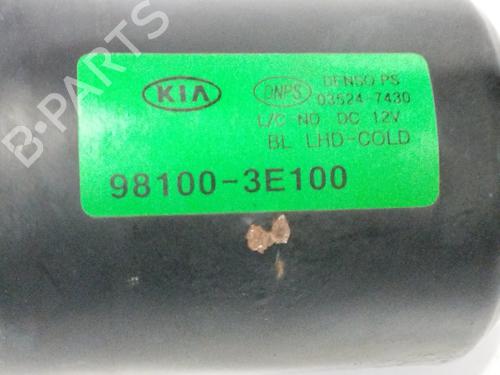 KIA
DNPS
DENSO PS
03524-7430
L/C NO DC 12V
BL LHD-COLD
98100-3E100
B-PARTS